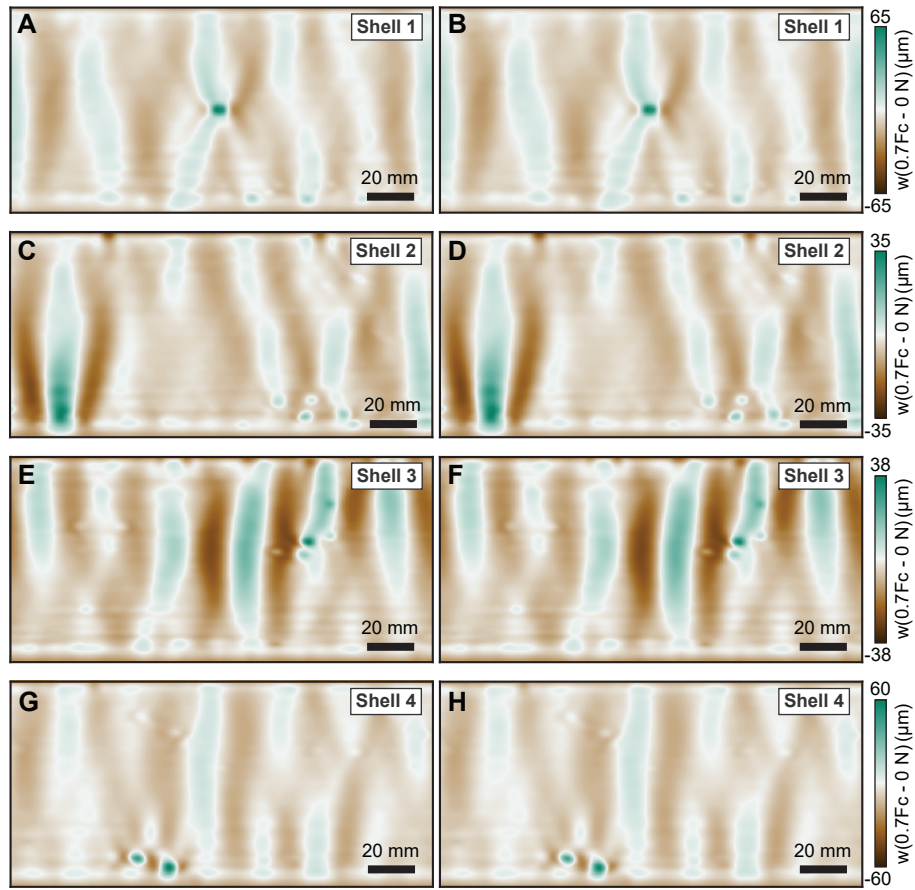 A
Shell 1
20 mm
B
Shell 1
20 mm
65
w(0.7Fc - 0 N) (µm)
-65
C
Shell 2
20 mm
D
Shell 2
20 mm
35
w(0.7Fc - 0 N) (µm)
-35
E
Shell 3
20 mm
F
Shell 3
20 mm
38
w(0.7Fc - 0 N) (µm)
-38
G
Shell 4
20 mm
H
Shell 4
20 mm
60
w(0.7Fc - 0 N) (µm)
-60